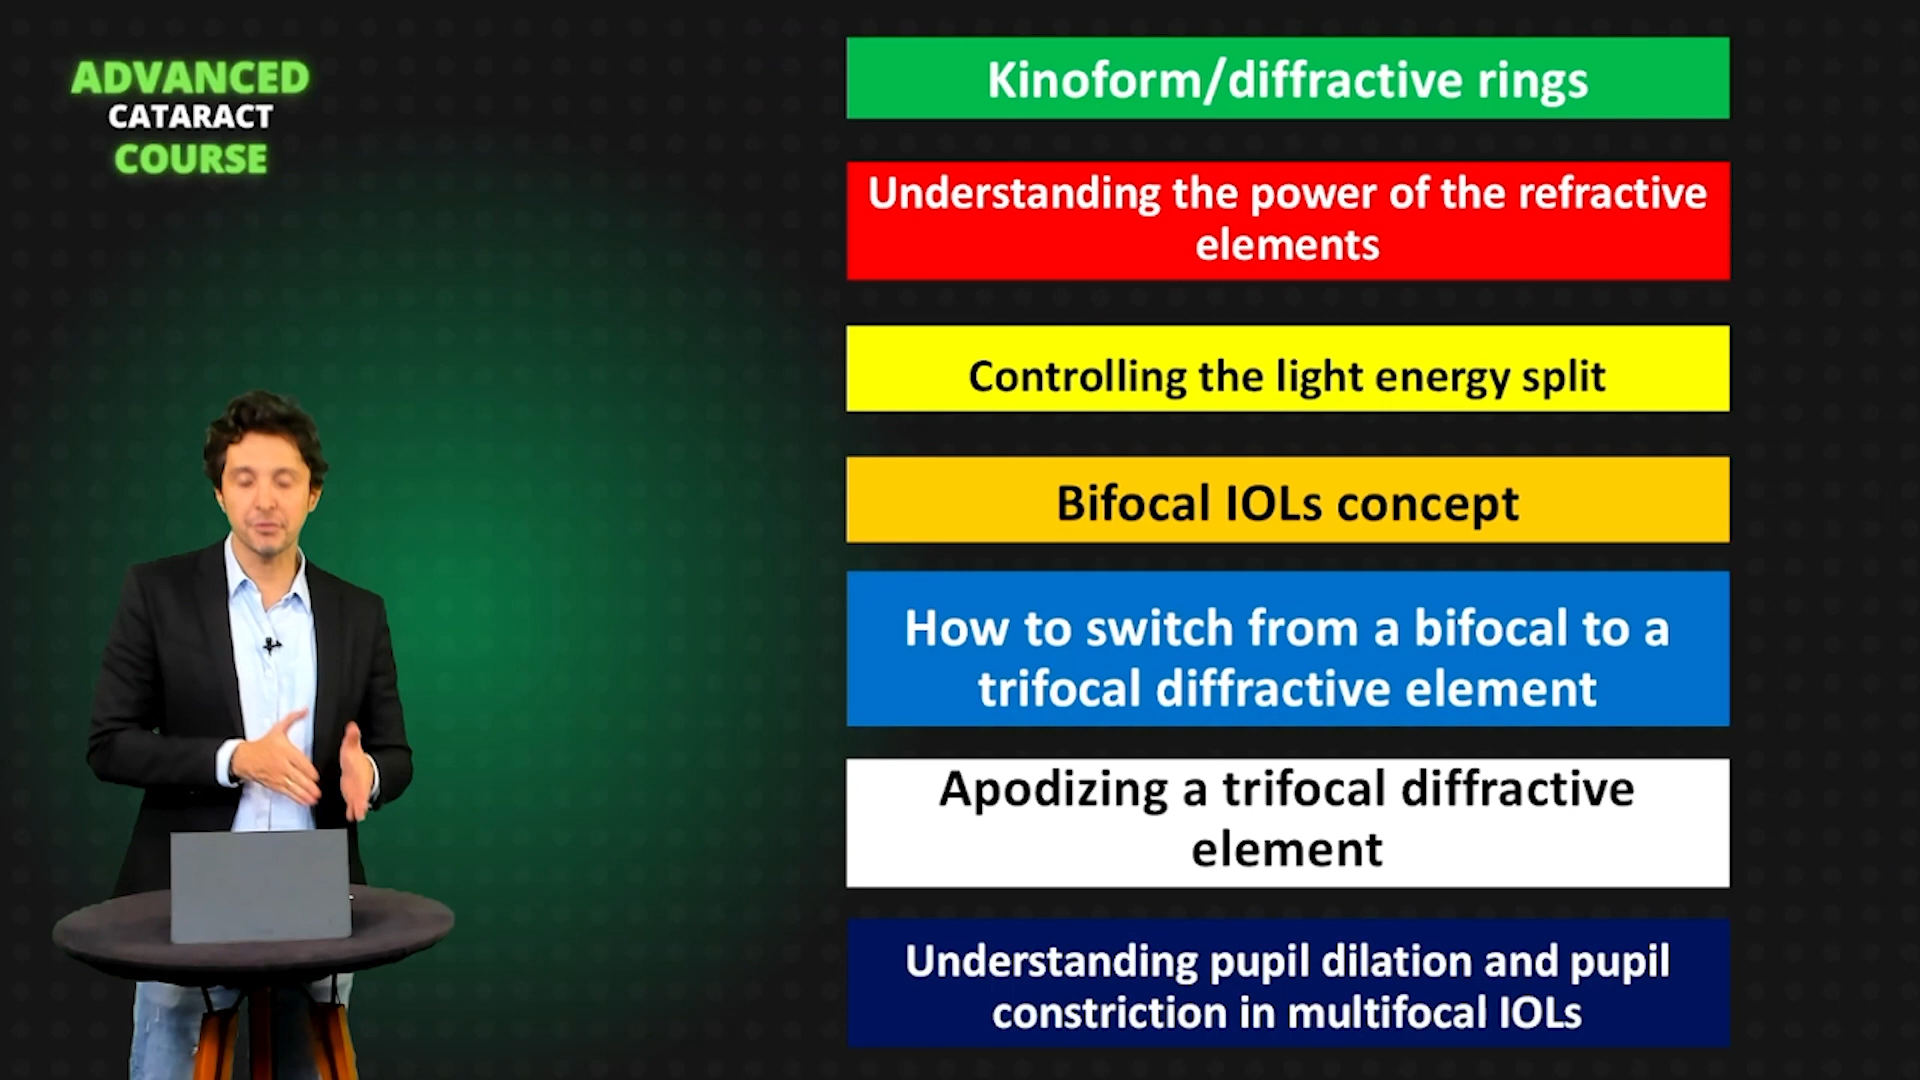 ADVANCED
CATARACT
COURSE
Kinoform/diffractive rings
Understanding the power of the refractive
elements
Controlling the light energy split
Bifocal IOLs concept
How to switch from a bifocal to a
trifocal diffractive element
Apodizing a trifocal diffractive
element
Understanding pupil dilation and pupil
constriction in multifocal IOLs